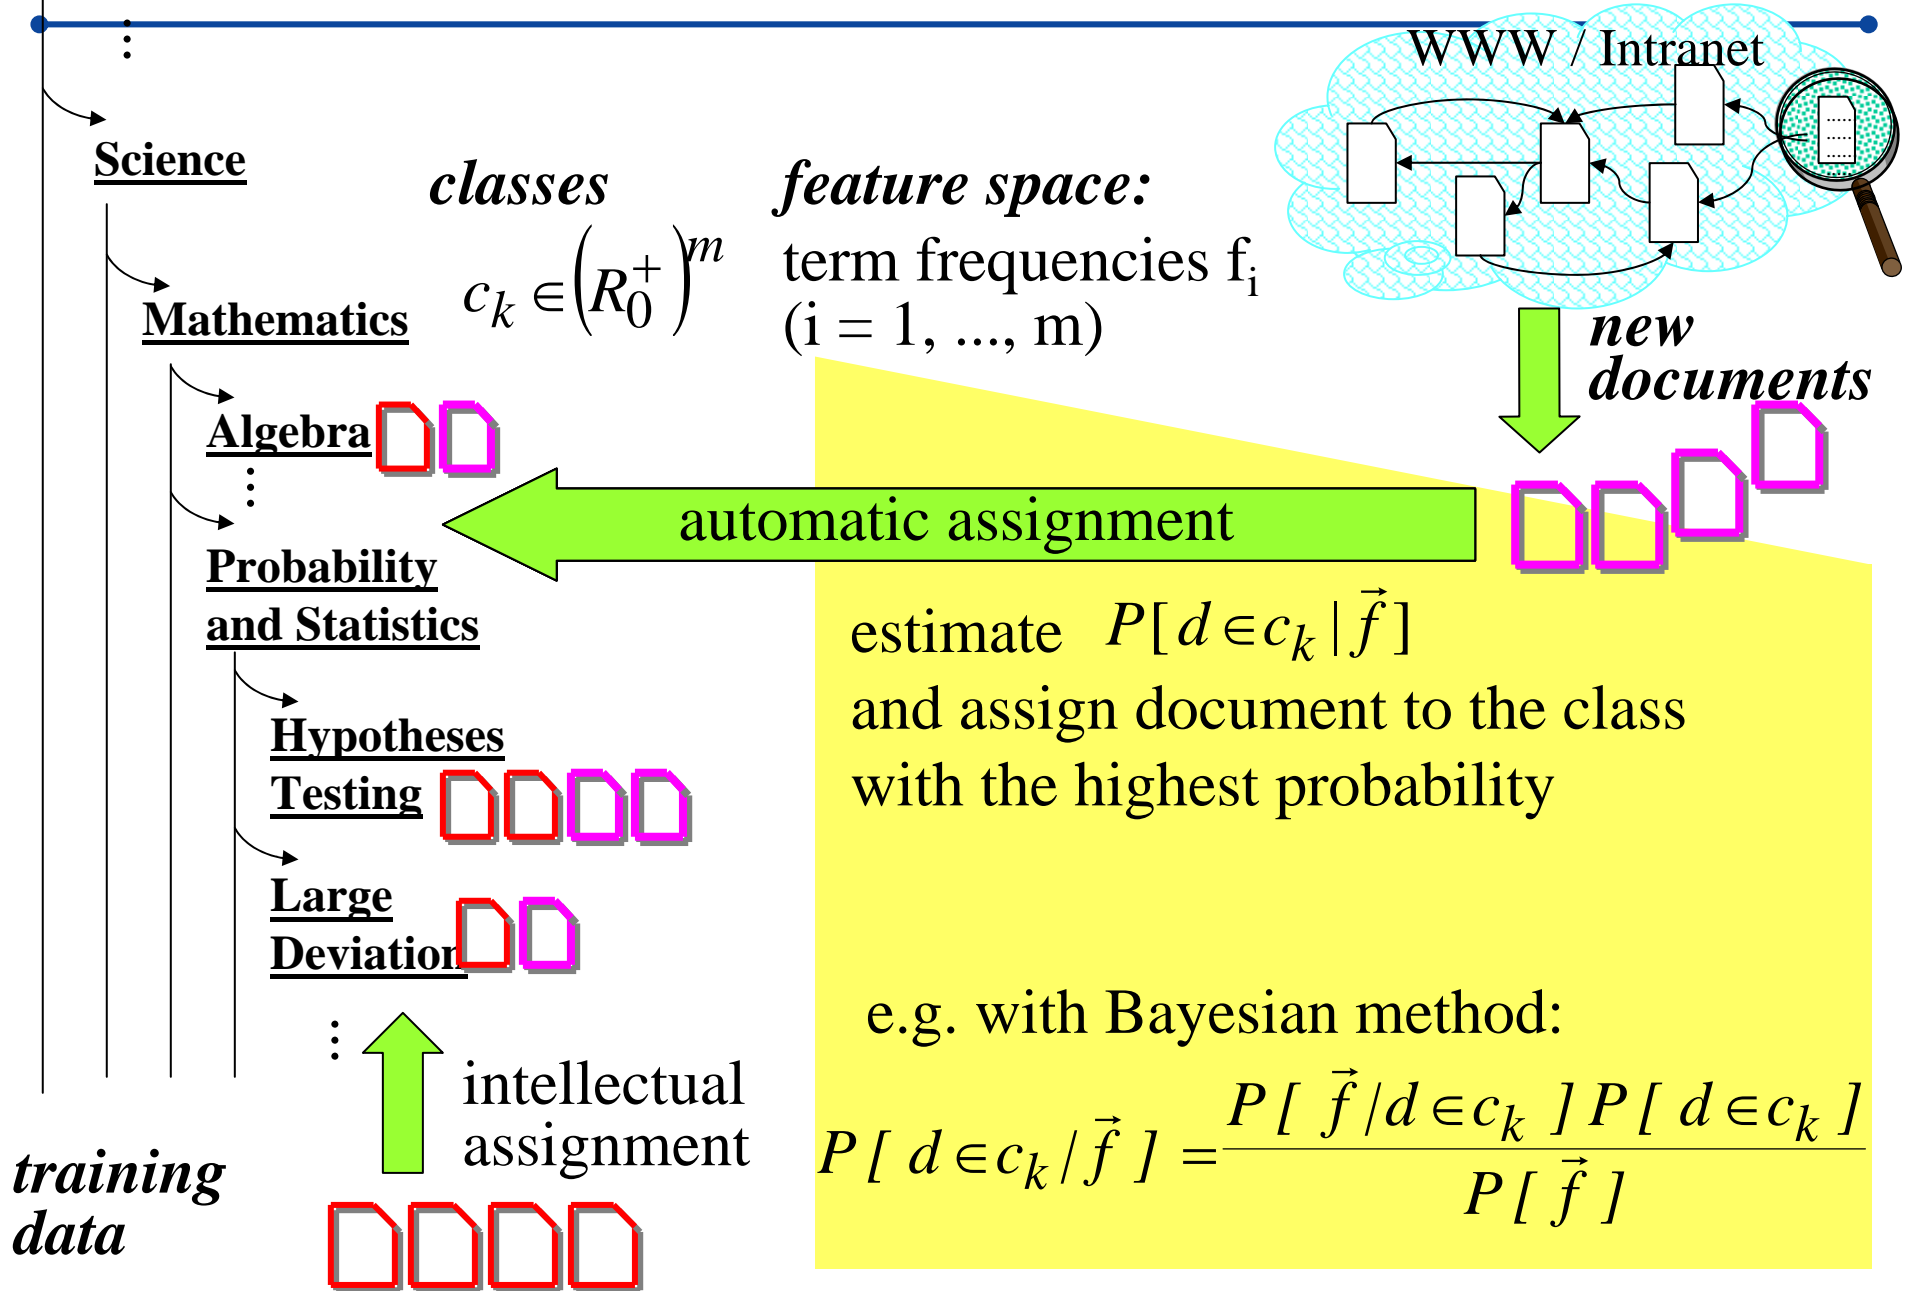 ⋮
WWW / Intranet
Science
classes
feature space:
c_k ∈ (R_0^+)^m
term frequencies f_i
(i = 1, ..., m)
Mathematics
new
documents
Algebra
⋮
automatic assignment
Probability
and Statistics
estimate P[ d ∈ c_k | f⃗ ]
and assign document to the class
with the highest probability
Hypotheses
Testing
Large
Deviation
⋮
e.g. with Bayesian method:
P [ d ∈ c_k / f⃗ ] = P [ f⃗ / d ∈ c_k ] P [ d ∈ c_k ] / P [ f⃗ ]
intellectual
assignment
training
data